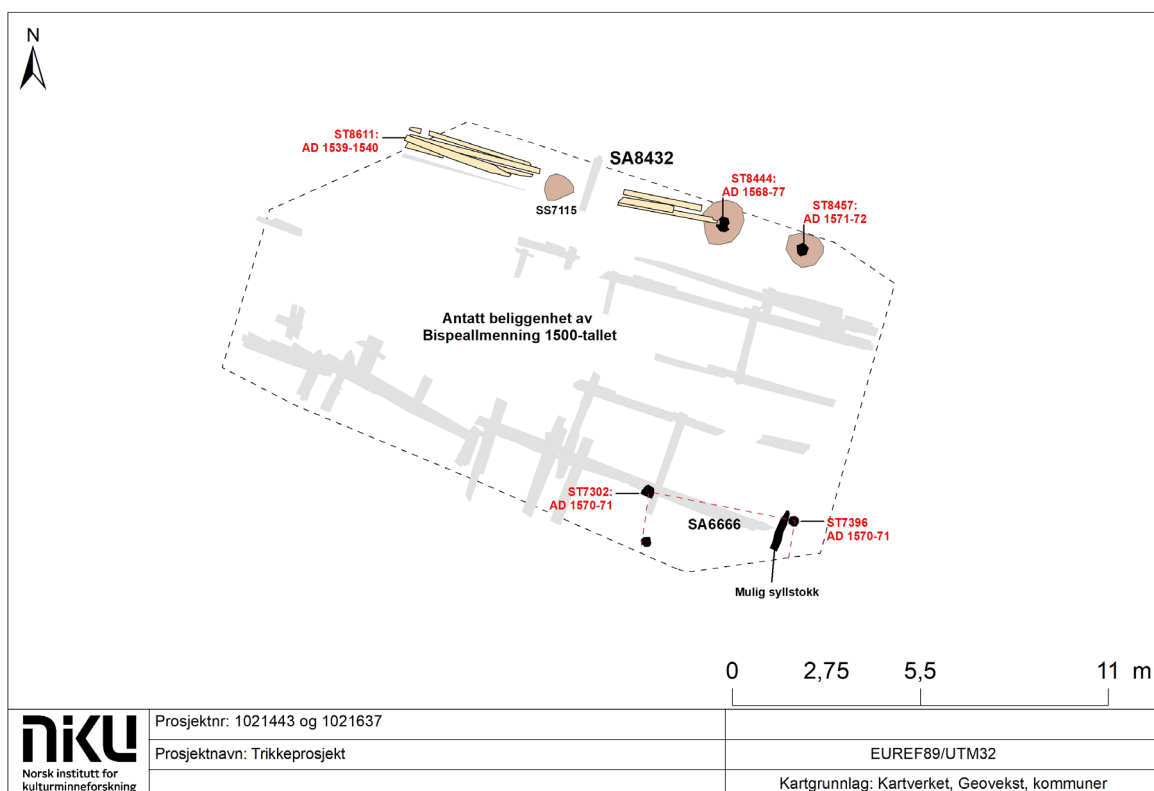 N
ST8611:
AD 1539-1540
SA8432
SS7115
ST8444:
AD 1568-77
ST8457:
AD 1571-72
Antatt beliggenhet av
Bispeallmenning 1500-tallet
ST7302:
AD 1570-71
SA6666
ST7396
AD 1570-71
Mulig syllstokk
0 2,75 5,5 11 m
NIKU
Norsk institutt for
kulturminneforskning
Prosjektnr: 1021443 og 1021637
Prosjektnavn: Trikkeprosjekt
EUREF89/UTM32
Kartgrunnlag: Kartverket, Geovekst, kommuner